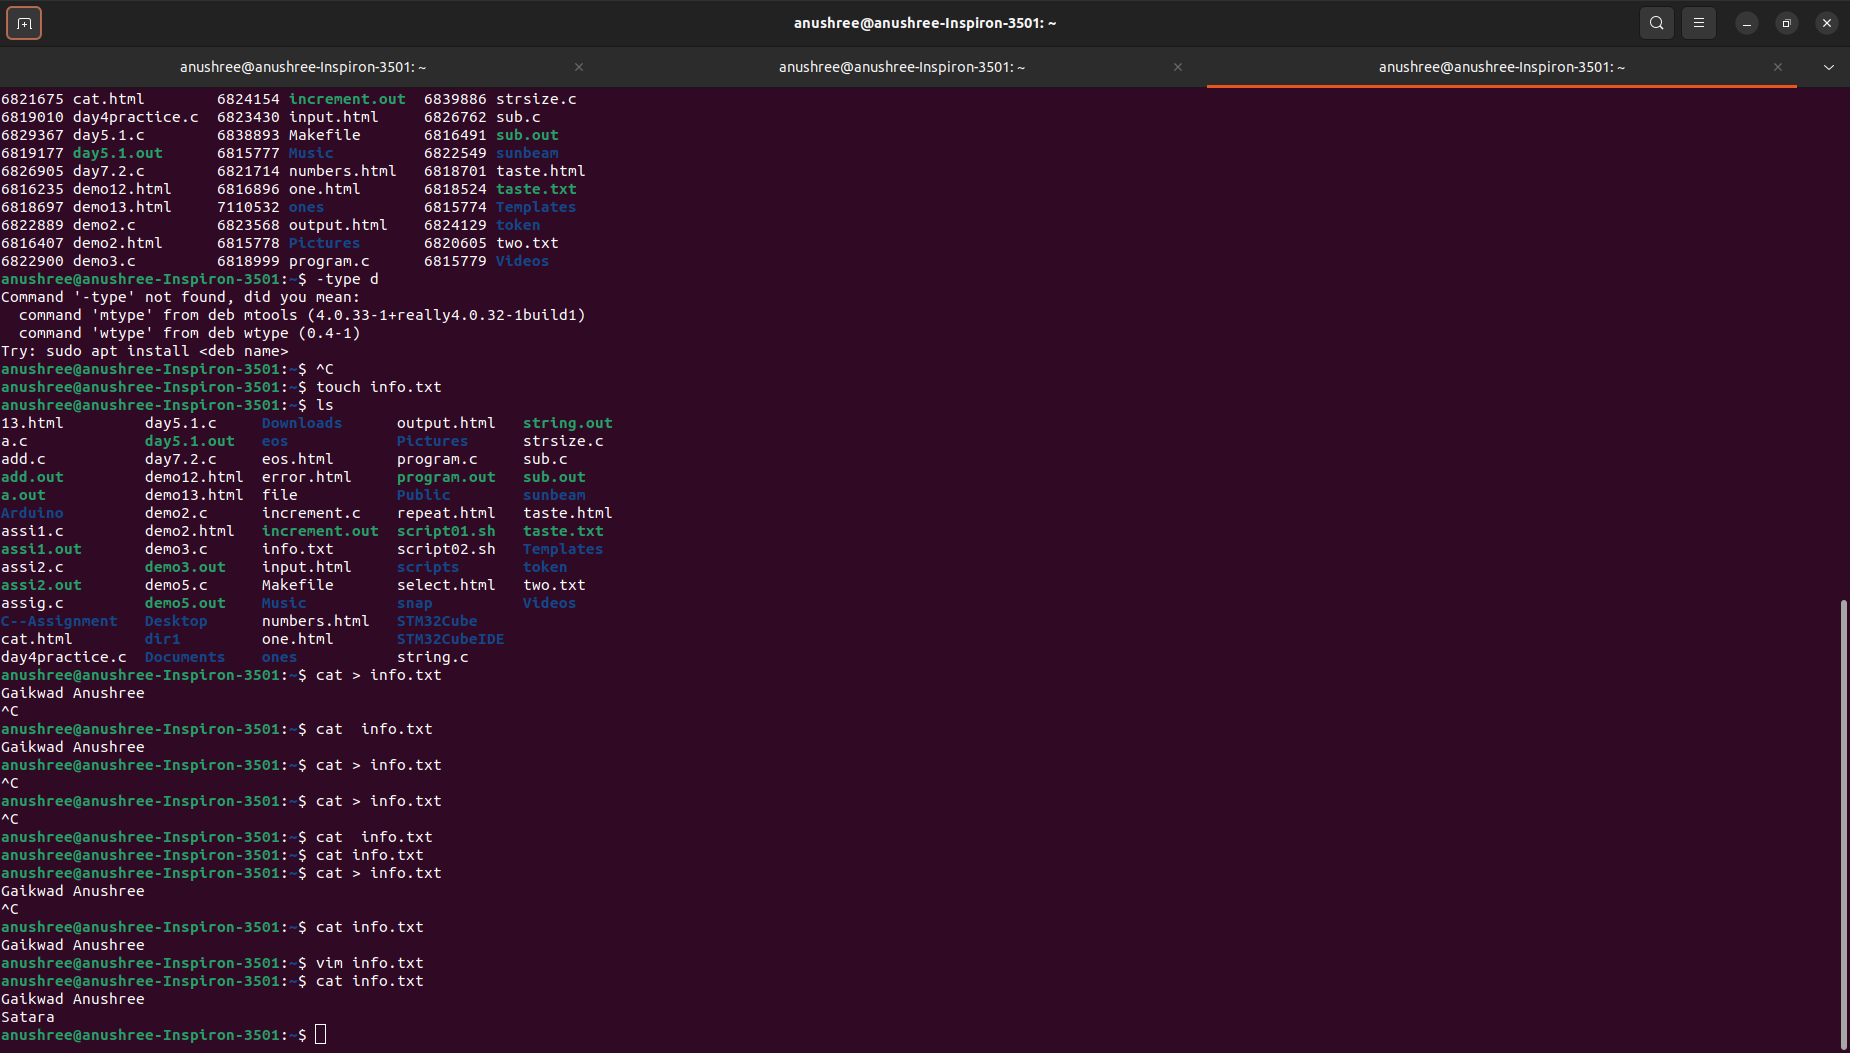 anushree@anushree-Inspiron-3501: ~
anushree@anushree-Inspiron-3501: ~ anushree@anushree-Inspiron-3501: ~ anushree@anushree-Inspiron-3501: ~
6821675 cat.html        6824154 increment.out  6839886 strsize.c
6819010 day4practice.c  6823430 input.html     6826762 sub.c
6829367 day5.1.c        6838893 Makefile       6816491 sub.out
6819177 day5.1.out      6815777 Music          6822549 sunbeam
6826905 day7.2.c        6821714 numbers.html   6818701 taste.html
6816235 demo12.html     6816896 one.html       6818524 taste.txt
6818697 demo13.html     7110532 ones           6815774 Templates
6822889 demo2.c         6823568 output.html    6824129 token
6816407 demo2.html      6815778 Pictures       6820605 two.txt
6822900 demo3.c         6818999 program.c      6815779 Videos
anushree@anushree-Inspiron-3501:~$ -type d
Command '-type' not found, did you mean:
  command 'mtype' from deb mtools (4.0.33-1+really4.0.32-1build1)
  command 'wtype' from deb wtype (0.4-1)
Try: sudo apt install <deb name>
anushree@anushree-Inspiron-3501:~$ ^C
anushree@anushree-Inspiron-3501:~$ touch info.txt
anushree@anushree-Inspiron-3501:~$ ls
13.html         day5.1.c     Downloads      output.html   string.out
a.c             day5.1.out   eos            Pictures      strsize.c
add.c           day7.2.c     eos.html       program.c     sub.c
add.out         demo12.html  error.html     program.out   sub.out
a.out           demo13.html  file           Public        sunbeam
Arduino         demo2.c      increment.c    repeat.html   taste.html
assi1.c         demo2.html   increment.out  script01.sh   taste.txt
assi1.out       demo3.c      info.txt       script02.sh   Templates
assi2.c         demo3.out    input.html     scripts       token
assi2.out       demo5.c      Makefile       select.html   two.txt
assig.c         demo5.out    Music          snap          Videos
C--Assignment   Desktop      numbers.html   STM32Cube
cat.html        dir1         one.html       STM32CubeIDE
day4practice.c  Documents    ones           string.c
anushree@anushree-Inspiron-3501:~$ cat > info.txt
Gaikwad Anushree
^C
anushree@anushree-Inspiron-3501:~$ cat  info.txt
Gaikwad Anushree
anushree@anushree-Inspiron-3501:~$ cat > info.txt
^C
anushree@anushree-Inspiron-3501:~$ cat > info.txt
^C
anushree@anushree-Inspiron-3501:~$ cat  info.txt
anushree@anushree-Inspiron-3501:~$ cat info.txt
anushree@anushree-Inspiron-3501:~$ cat > info.txt
Gaikwad Anushree
^C
anushree@anushree-Inspiron-3501:~$ cat info.txt
Gaikwad Anushree
anushree@anushree-Inspiron-3501:~$ vim info.txt
anushree@anushree-Inspiron-3501:~$ cat info.txt
Gaikwad Anushree
Satara
anushree@anushree-Inspiron-3501:~$